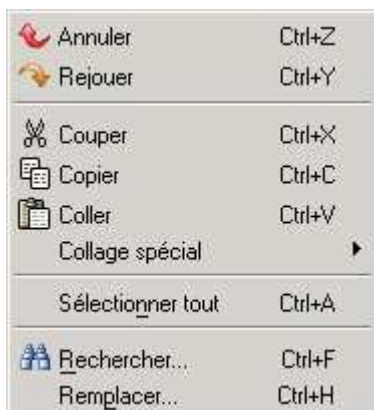 Annuler Ctrl+Z
Rejouer Ctrl+Y
Couper Ctrl+X
Copier Ctrl+C
Coller Ctrl+V
Collage spécial
Sélectionner tout Ctrl+A
Rechercher... Ctrl+F
Remplacer... Ctrl+H